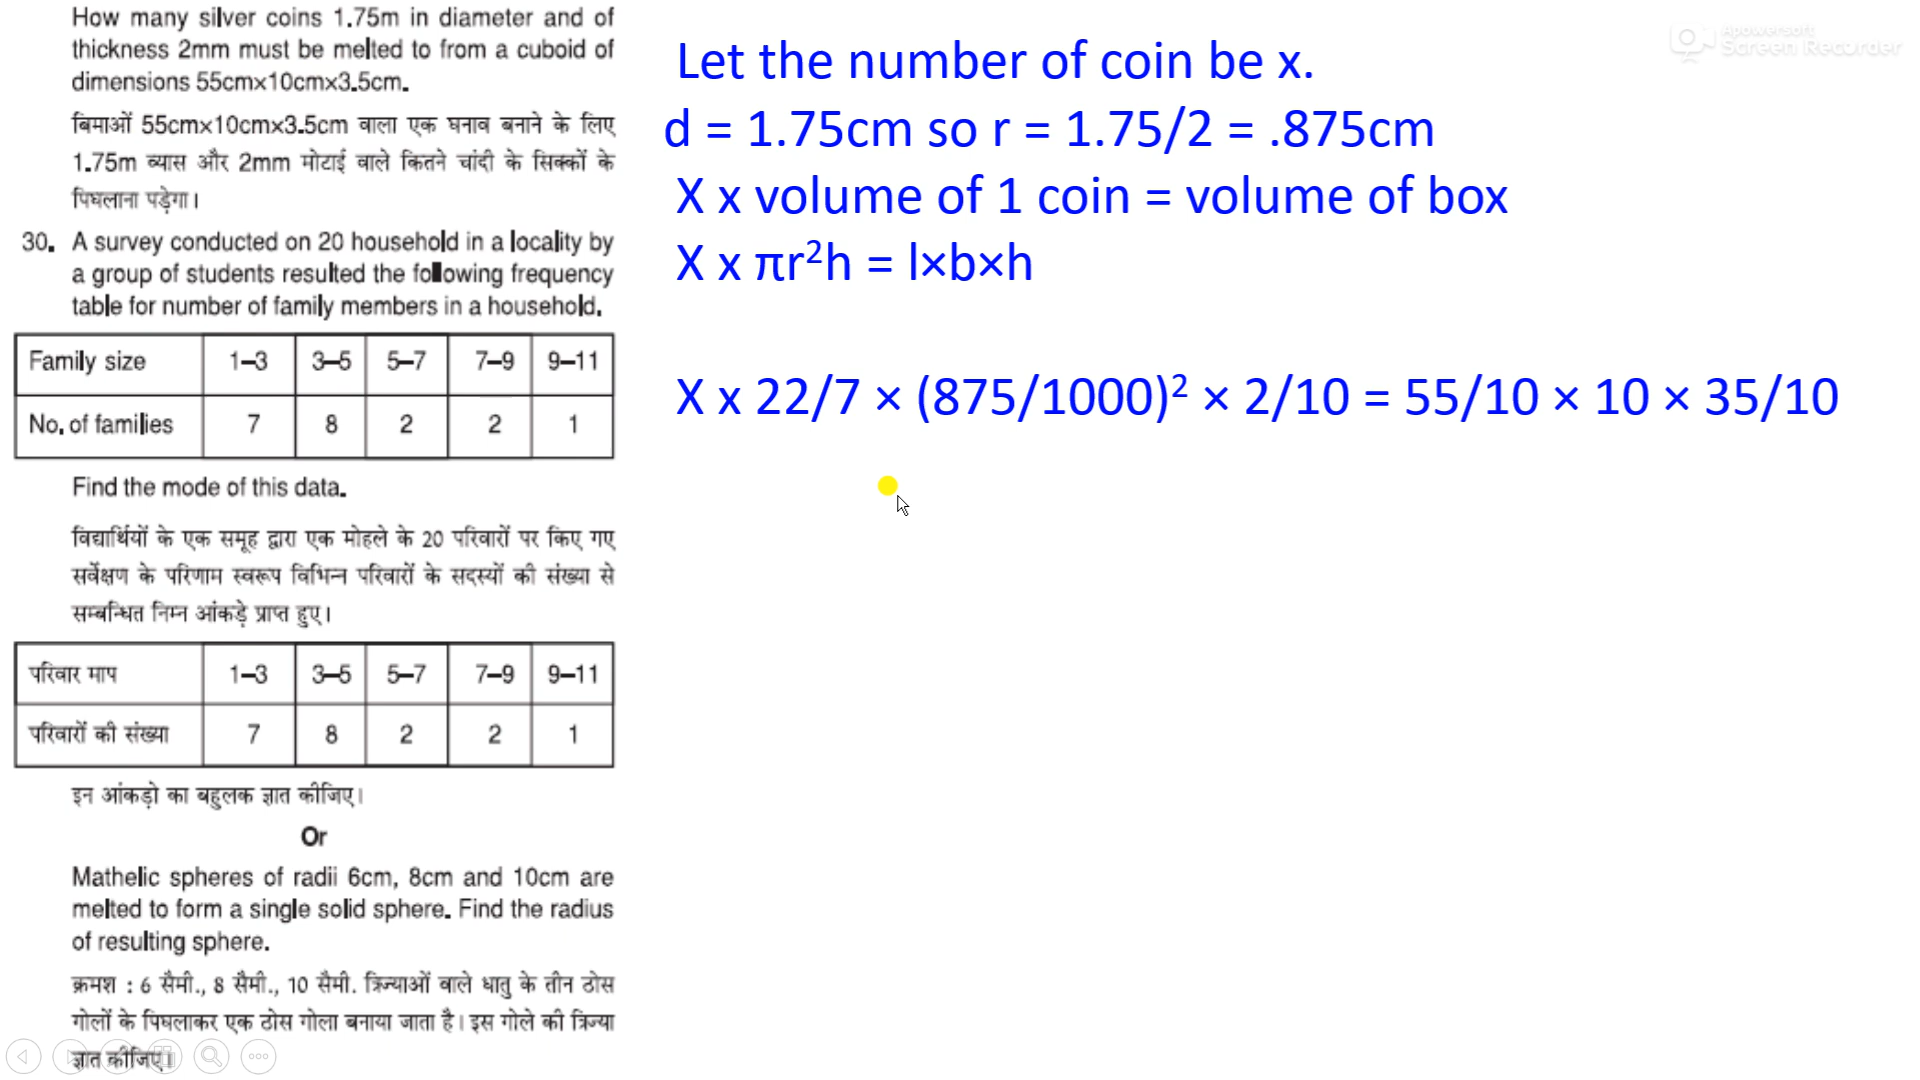 How many silver coins 1.75m in diameter and of
thickness 2mm must be melted to from a cuboid of
dimensions 55cm×10cm×3.5cm.
बिमाओं 55cm×10cm×3.5cm वाला एक घनाव बनाने के लिए
1.75m व्यास और 2mm मोटाई वाले कितने चांदी के सिक्कों के
पिघलाना पड़ेगा।
30. A survey conducted on 20 household in a locality by
a group of students resulted the following frequency
table for number of family members in a household.
Family size 1–3 3–5 5–7 7–9 9–11
No. of families 7 8 2 2 1
Find the mode of this data.
विद्यार्थियों के एक समूह द्वारा एक मोहले के 20 परिवारों पर किए गए
सर्वेक्षण के परिणाम स्वरूप विभिन्न परिवारों के सदस्यों की संख्या से
सम्बन्धित निम्न आंकड़े प्राप्त हुए।
परिवार माप 1–3 3–5 5–7 7–9 9–11
परिवारों की संख्या 7 8 2 2 1
इन आंकड़ो का बहुलक ज्ञात कीजिए।
Or
Mathelic spheres of radii 6cm, 8cm and 10cm are
melted to form a single solid sphere. Find the radius
of resulting sphere.
क्रमश : 6 सैमी., 8 सैमी., 10 सैमी. त्रिज्याओं वाले धातु के तीन ठोस
गोलों के पिघलाकर एक ठोस गोला बनाया जाता है। इस गोले की त्रिज्या
ज्ञात कीजिए।
Let the number of coin be x.
d = 1.75cm so r = 1.75/2 = .875cm
X x volume of 1 coin = volume of box
X x πr²h = l×b×h
X x 22/7 × (875/1000)² × 2/10 = 55/10 × 10 × 35/10
Apowersoft
Screen Recorder